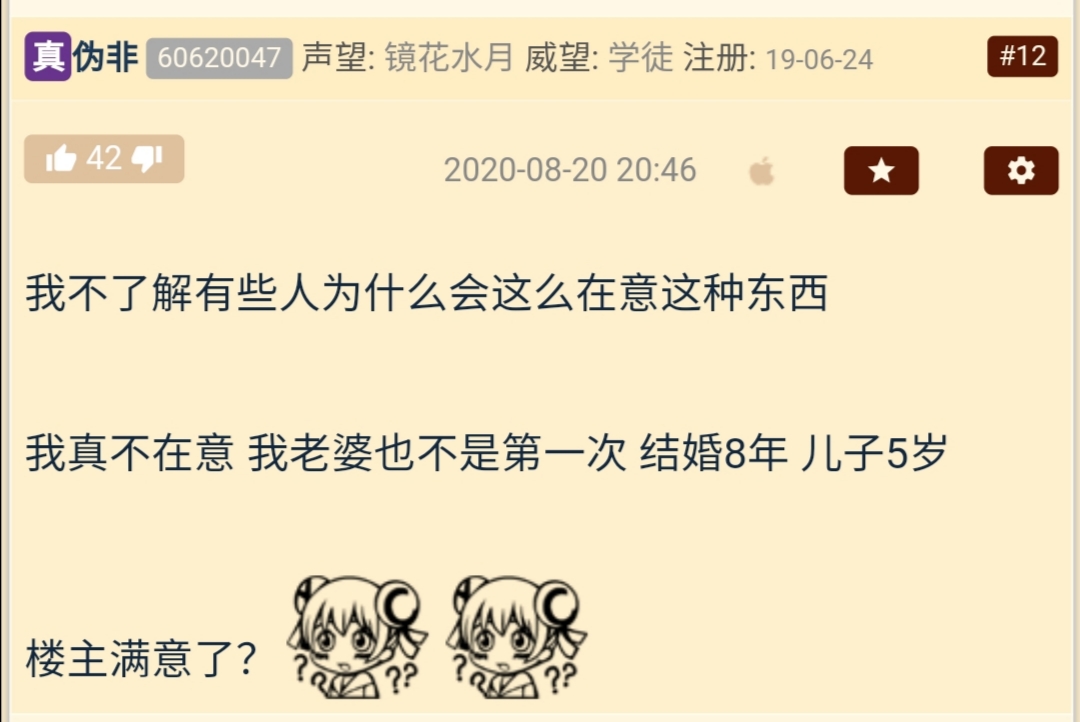 真伪非 60620047 声望: 镜花水月 威望: 学徒 注册: 19-06-24 #12
42 2020-08-20 20:46
我不了解有些人为什么会这么在意这种东西
我真不在意 我老婆也不是第一次 结婚8年 儿子5岁
楼主满意了？ ? ?? ? ??